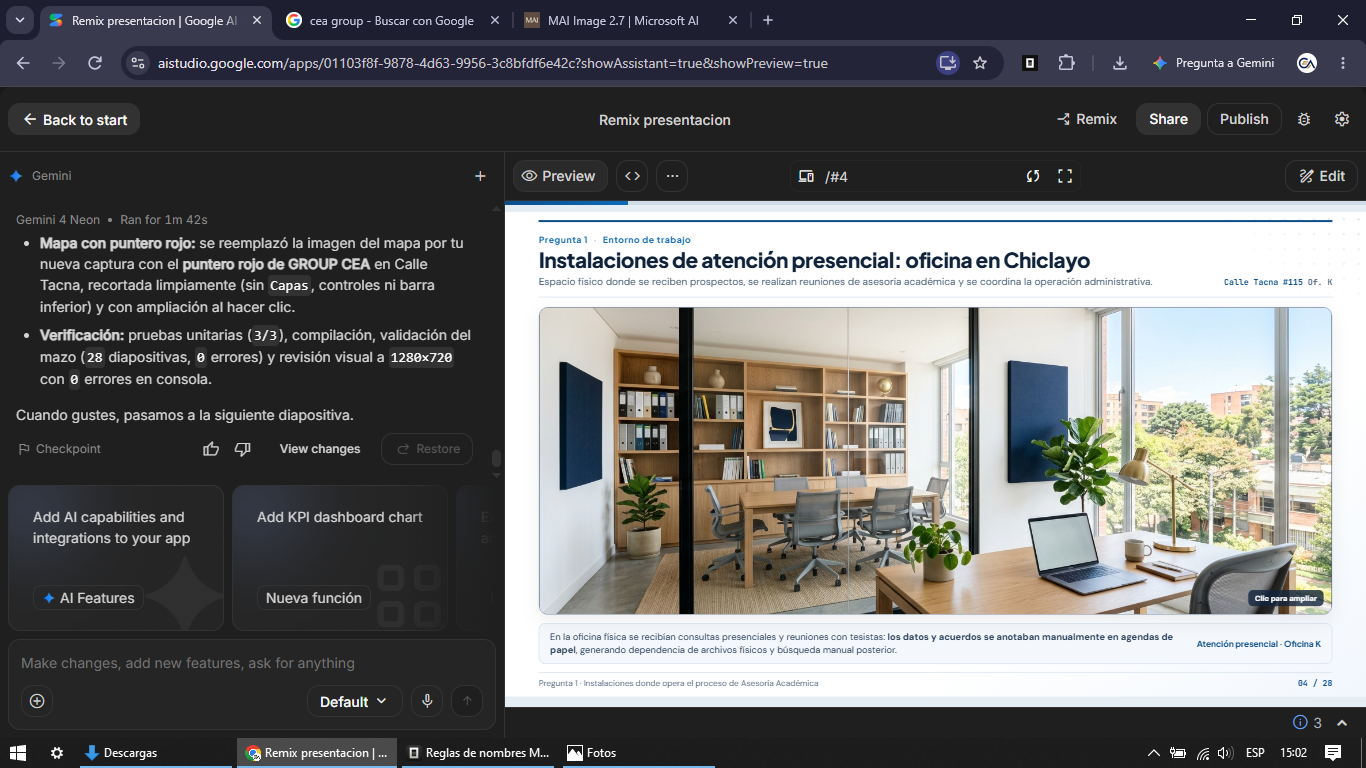 Remix presentacion | Google AI
cea group - Buscar con Google
MAI
MAI Image 2.7 | Microsoft AI
aistudio.google.com/apps/01103f8f-9878-4d63-9956-3c8bfdf6e42c?showAssistant=true&showPreview=true
Pregunta a Gemini
Back to start
Remix presentacion
Remix
Share
Publish
Gemini
Preview
/#4
Edit
Gemini 4 Neon • Ran for 1m 42s
• Mapa con puntero rojo: se reemplazó la imagen del mapa por tu
nueva captura con el puntero rojo de GROUP CEA en Calle
Tacna, recortada limpiamente (sin Capas, controles ni barra
inferior) y con ampliación al hacer clic.
• Verificación: pruebas unitarias (3/3), compilación, validación del
mazo (28 diapositivas, 0 errores) y revisión visual a 1280×720
con 0 errores en consola.
Cuando gustes, pasamos a la siguiente diapositiva.
Checkpoint
View changes
Restore
Add AI capabilities and
integrations to your app
AI Features
Add KPI dashboard chart
Nueva función
Make changes, add new features, ask for anything
Default
Pregunta 1 · Entorno de trabajo
Instalaciones de atención presencial: oficina en Chiclayo
Espacio físico donde se reciben prospectos, se realizan reuniones de asesoría académica y se coordina la operación administrativa.
Calle Tacna #115 Of. K
Clic para ampliar
En la oficina física se recibían consultas presenciales y reuniones con tesistas: los datos y acuerdos se anotaban manualmente en agendas de
papel, generando dependencia de archivos físicos y búsqueda manual posterior.
Atención presencial · Oficina K
Pregunta 1 · Instalaciones donde opera el proceso de Asesoría Académica
04 / 28
3
Descargas
Remix presentacion | ...
Reglas de nombres M...
Fotos
ESP
15:02